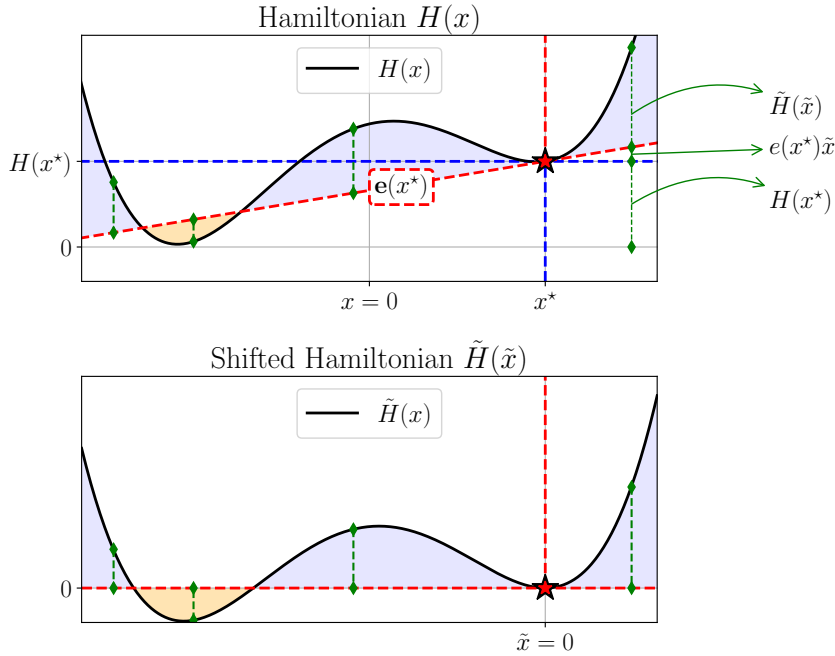 Hamiltonian H(x)
H(x)
H̃(x̃)
e(x⋆)x̃
H(x⋆)
H(x⋆)
e(x⋆)
0
x = 0
x⋆
Shifted Hamiltonian H̃(x̃)
H̃(x)
0
x̃ = 0